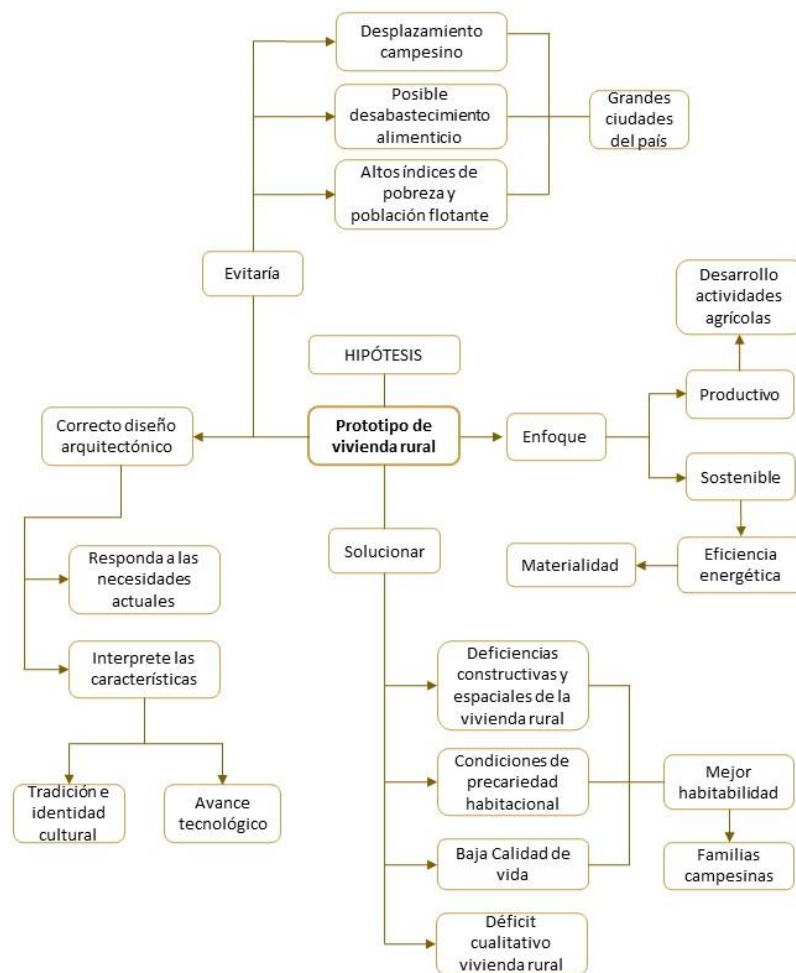 Desplazamiento
campesino
Posible
desabastecimiento
alimenticio
Grandes
ciudades
del país
Altos índices de
pobreza y
población flotante
Evitaría
Desarrollo
actividades
agrícolas
HIPÓTESIS
Productivo
Correcto diseño
arquitectónico
Prototipo de
vivienda rural
Enfoque
Sostenible
Solucionar
Materialidad
Eficiencia
energética
Responda a las
necesidades
actuales
Interprete las
características
Tradición e
identidad
cultural
Avance
tecnológico
Deficiencias
constructivas y
espaciales de la
vivienda rural
Condiciones de
precariedad
habitacional
Mejor
habitabilidad
Baja Calidad de
vida
Familias
campesinas
Déficit
cualitativo
vivienda rural